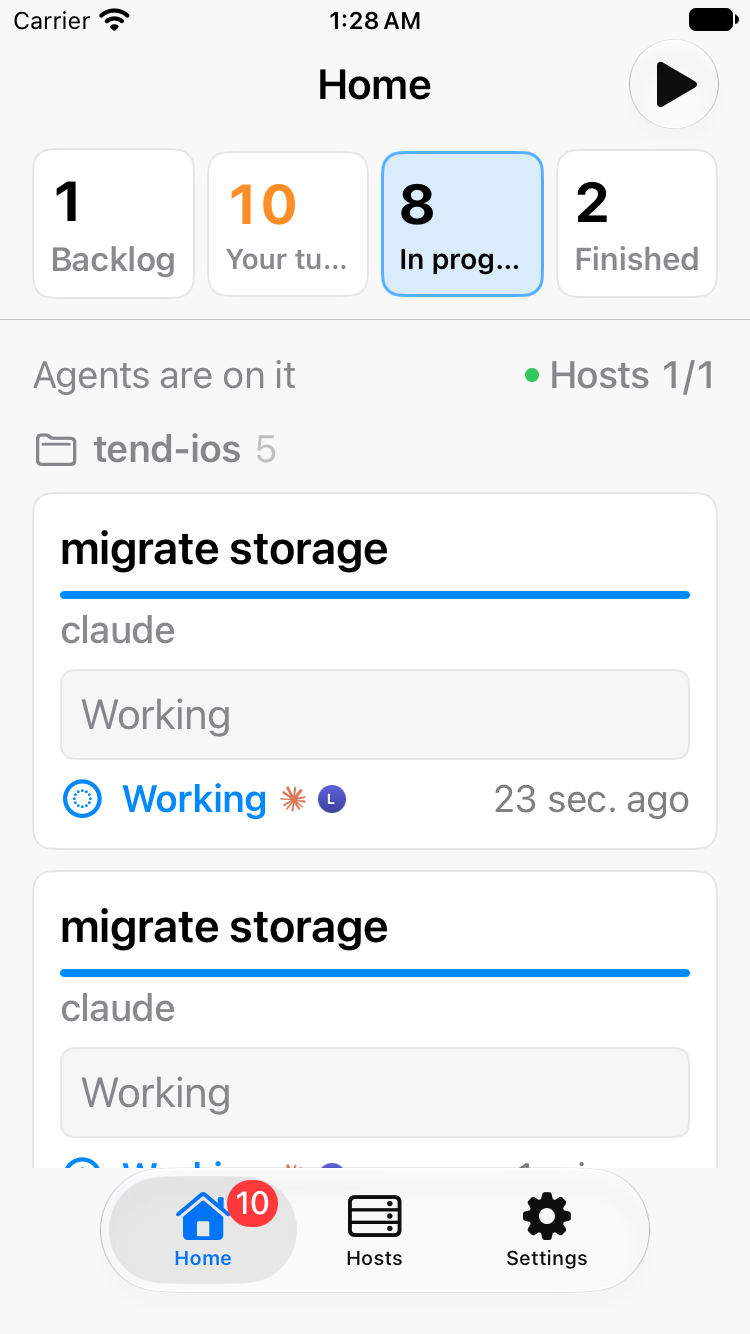 Carrier 1:28 AM
Home
1 10 8 2
Backlog Your tu... In prog... Finished
Agents are on it Hosts 1/1
tend-ios 5
migrate storage
claude
Working
Working L 23 sec. ago
migrate storage
claude
Working
10
Home Hosts Settings